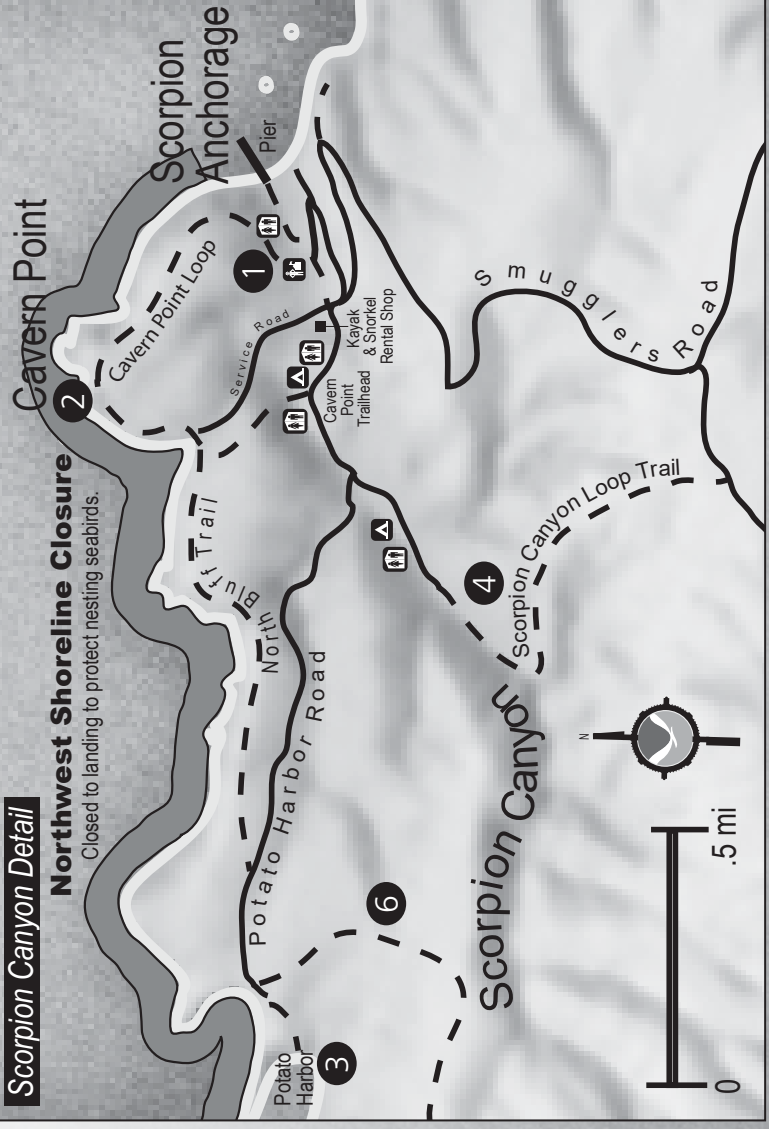 Scorpion Canyon Detail
Northwest Shoreline Closure
Closed to landing to protect nesting seabirds.
Cavern Point
2
Cavern Point Loop
Scorpion
Anchorage
Pier
1
Service Road
Kayak
& Snorkel
Rental Shop
Cavern
Point
Trailhead
North Bluff Trail
Potato Harbor Road
Potato
Harbor
3
6
4
Scorpion Canyon Loop Trail
Scorpion Canyon
Smugglers Road
N
0
.5 mi